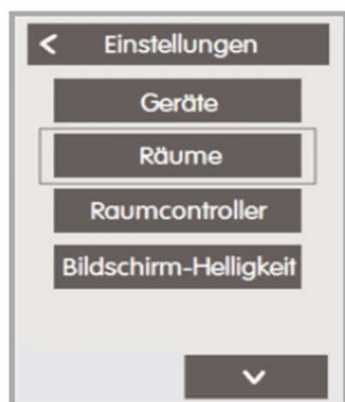 < Einstellungen
Geräte
Räume
Raumcontroller
Bildschirm-Helligkeit